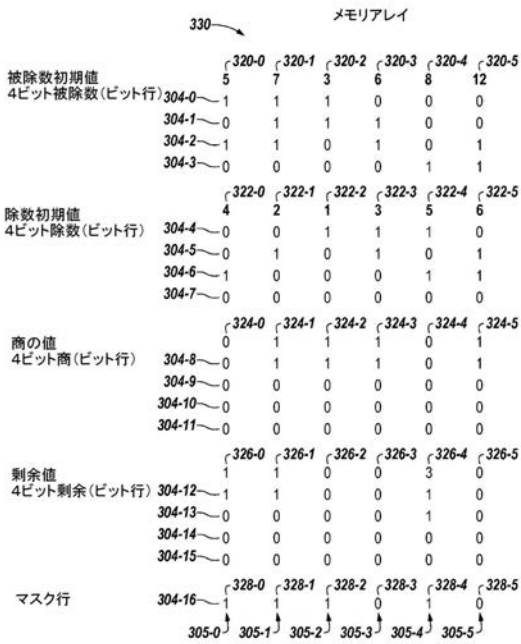 メモリアレイ
330
320-0 320-1 320-2 320-3 320-4 320-5
被除数初期値 5 7 3 6 8 12
4ビット被除数(ビット行) 304-0 1 1 1 0 0 0
304-1 0 1 1 1 0 0
304-2 1 1 0 1 0 1
304-3 0 0 0 0 1 1
322-0 322-1 322-2 322-3 322-4 322-5
除数初期値 4 2 1 3 5 6
4ビット除数(ビット行) 304-4 0 0 1 1 1 0
304-5 0 1 0 1 0 1
304-6 1 0 0 0 1 1
304-7 0 0 0 0 0 0
324-0 324-1 324-2 324-3 324-4 324-5
商の値 0 1 1 1 0 1
4ビット商(ビット行) 304-8 0 1 1 1 0 1
304-9 0 0 0 0 0 0
304-10 0 0 0 0 0 0
304-11 0 0 0 0 0 0
326-0 326-1 326-2 326-3 326-4 326-5
剰余値 1 1 0 0 3 0
4ビット剰余(ビット行) 304-12 1 1 0 0 1 0
304-13 0 0 0 0 1 0
304-14 0 0 0 0 0 0
304-15 0 0 0 0 0 0
328-0 328-1 328-2 328-3 328-4 328-5
マスク行 304-16 1 1 1 0 1 0
305-0 305-1 305-2 305-3 305-4 305-5